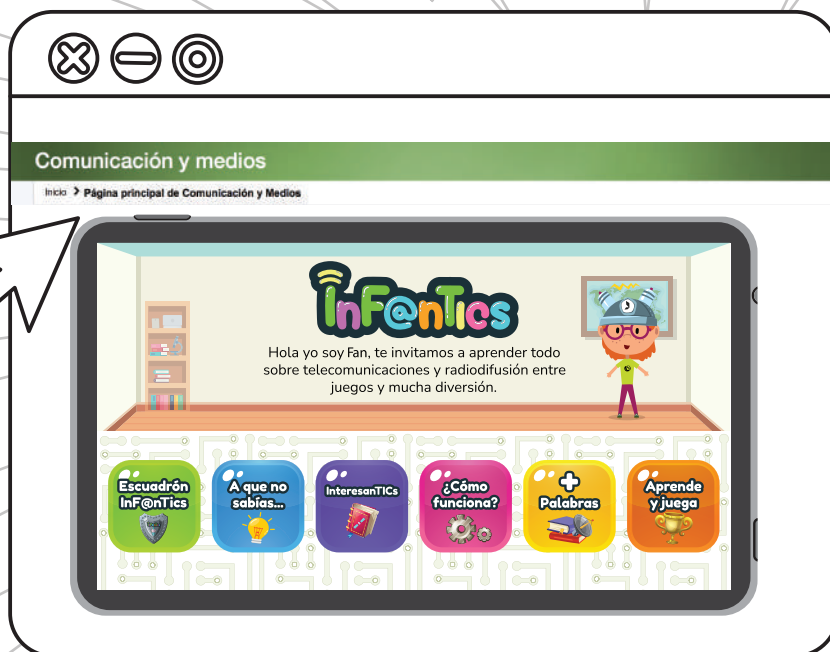 Comunicación y medios
Inicio > Página principal de Comunicación y Medios
InF@nTics
Hola yo soy Fan, te invitamos a aprender todo
sobre telecomunicaciones y radiodifusión entre
juegos y mucha diversión.
Escuadrón
InF@nTics
A que no
sabías...
InteresanTICs
¿Cómo
funciona?
+
Palabras
Aprende
y juega